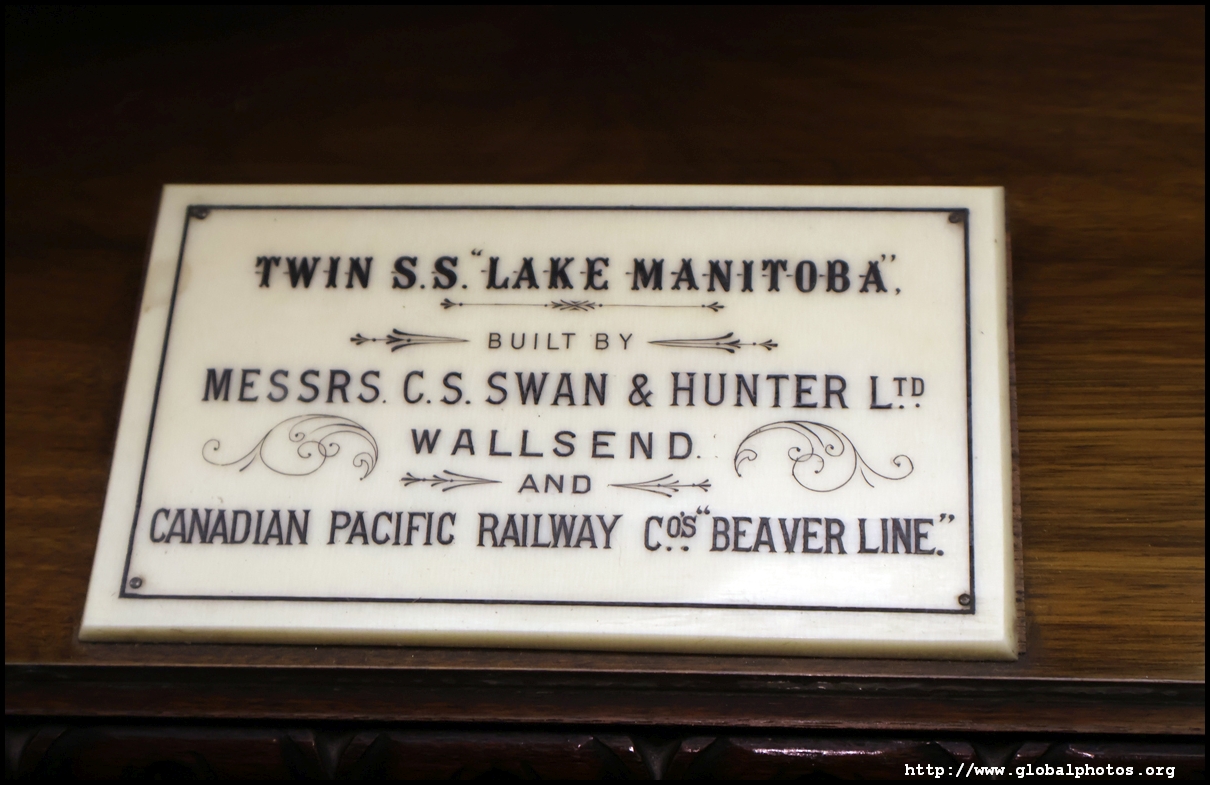 TWIN S.S. "LAKE MANITOBA",
BUILT BY
MESSRS. C.S. SWAN & HUNTER LTD.
WALLSEND.
AND
CANADIAN PACIFIC RAILWAY CO'S. "BEAVER LINE."
http://www.globalphotos.org